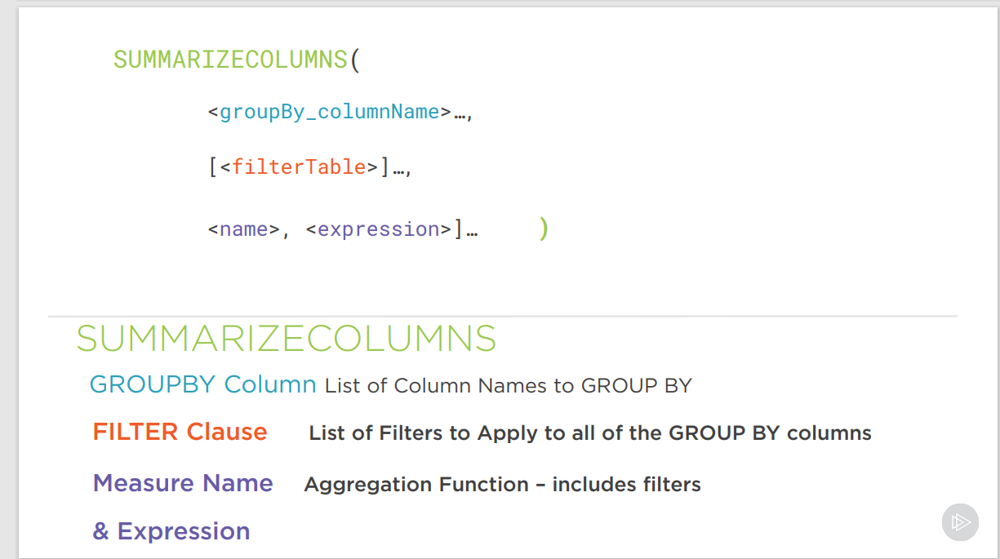 SUMMARIZECOLUMNS(
<groupBy_columnName>…,
[<filterTable>]…,
<name>, <expression>]… )
SUMMARIZECOLUMNS
GROUPBY Column List of Column Names to GROUP BY
FILTER Clause List of Filters to Apply to all of the GROUP BY columns
Measure Name Aggregation Function – includes filters
& Expression